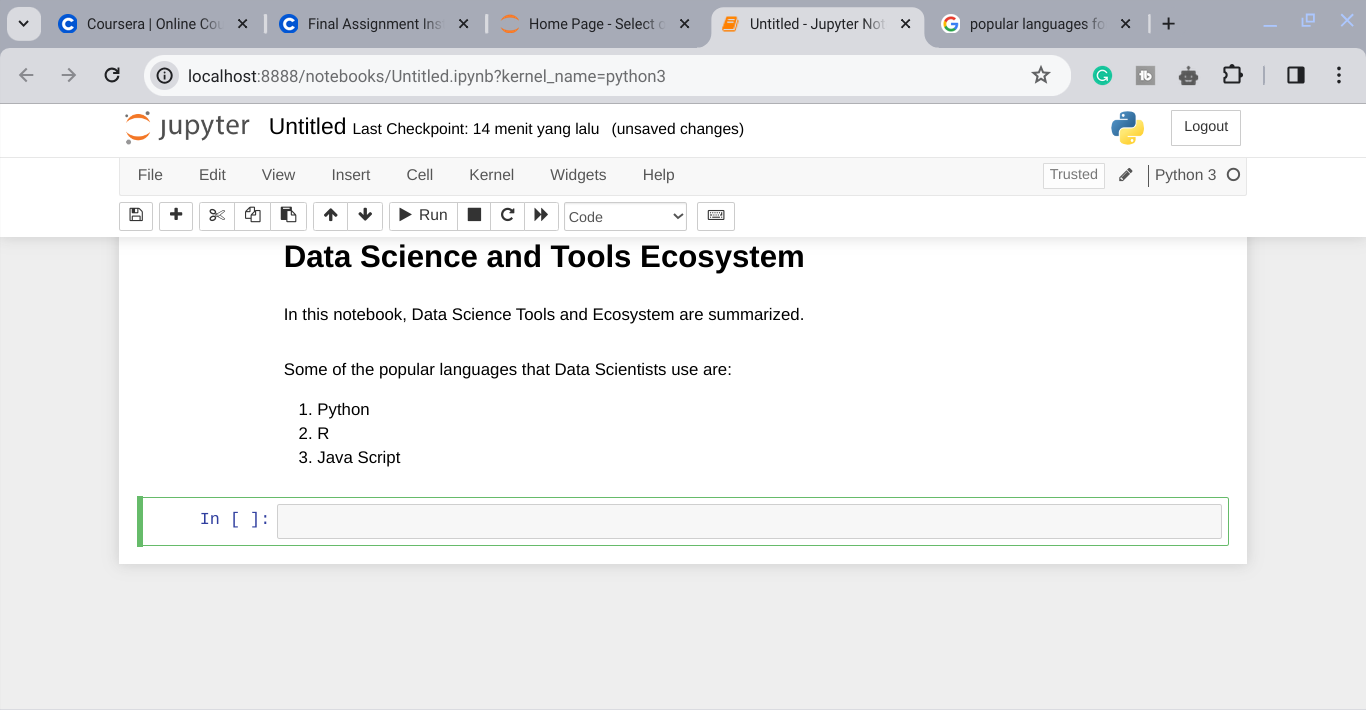 Coursera | Online Cou
Final Assignment Inst
Home Page - Select o
Untitled - Jupyter Not
popular languages fo
localhost:8888/notebooks/Untitled.ipynb?kernel_name=python3
jupyter Untitled Last Checkpoint: 14 menit yang lalu (unsaved changes)
Logout
File Edit View Insert Cell Kernel Widgets Help
Trusted
Python 3
Run
Code
Data Science and Tools Ecosystem
In this notebook, Data Science Tools and Ecosystem are summarized.
Some of the popular languages that Data Scientists use are:
1. Python
2. R
3. Java Script
In [ ]: